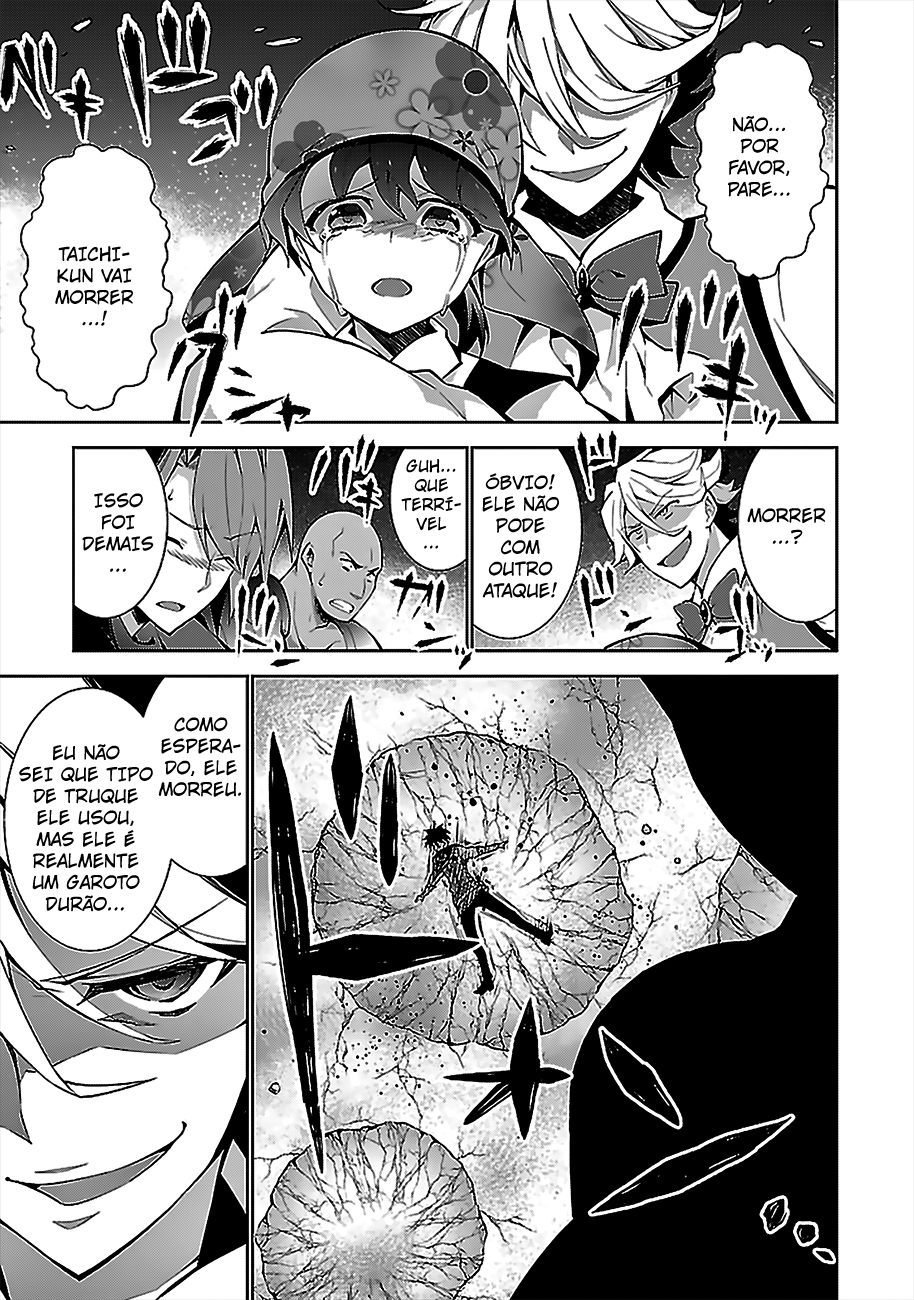 NÃO...
POR
FAVOR,
PARE...
TAICHI-
KUN VAI
MORRER
...!
MORRER
...?
ÓBVIO!
ELE NÃO
PODE
COM
OUTRO
ATAQUE!
GUH...
QUE
TERRÍ-
VEL
...
ISSO
FOI
DEMAIS
...
COMO
ESPERA-
DO, ELE
MORREU.
EU NÃO
SEI QUE TIPO
DE TRUQUE
ELE USOU,
MAS ELE É
REALMENTE
UM GAROTO
DURÃO...